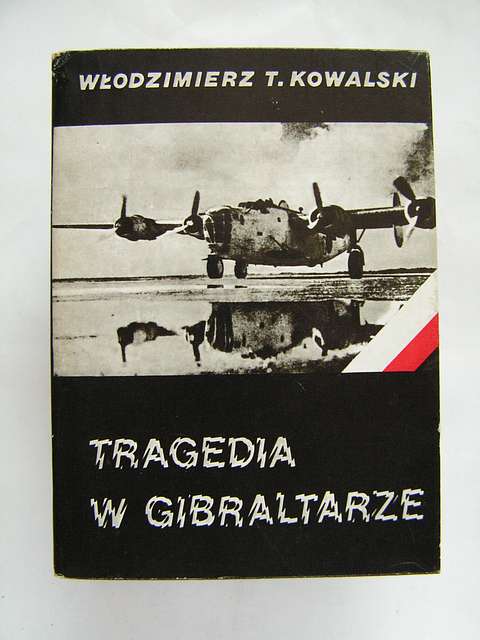 WŁODZIMIERZ T. KOWALSKI
TRAGEDIA
W GIBRALTARZE